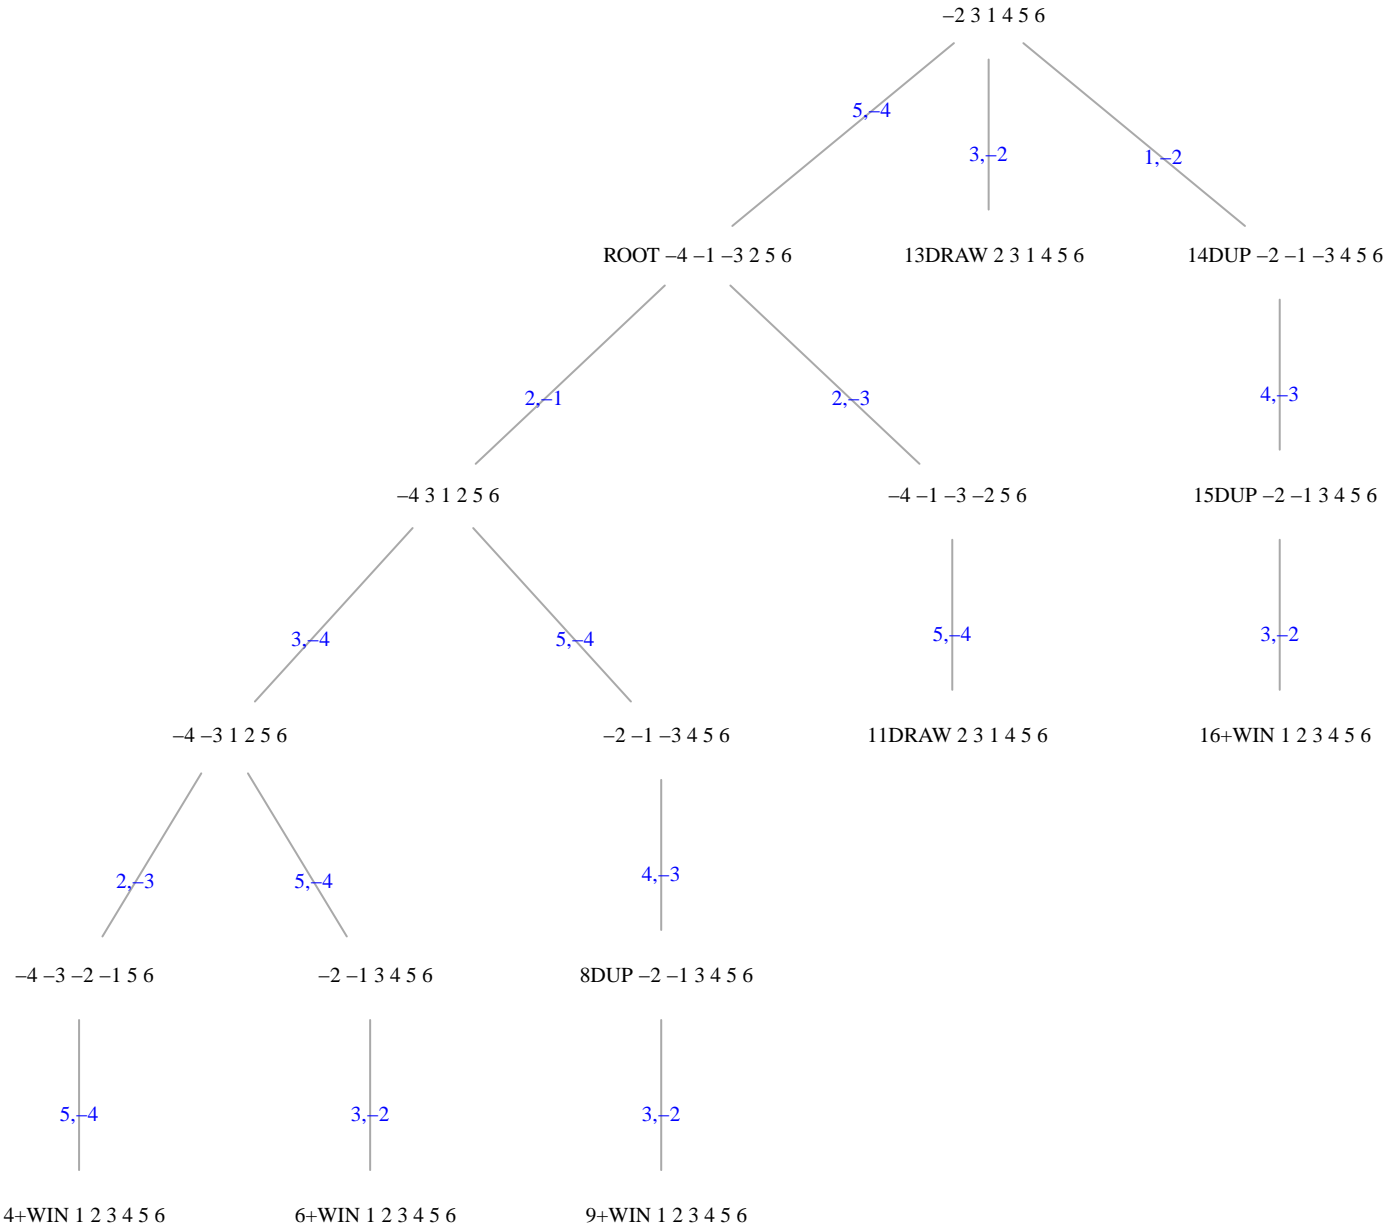 –2 3 1 4 5 6
5,–4
3,–2
1,–2
ROOT –4 –1 –3 2 5 6
13DRAW 2 3 1 4 5 6
14DUP –2 –1 –3 4 5 6
2,–1
2,–3
4,–3
–4 3 1 2 5 6
–4 –1 –3 –2 5 6
15DUP –2 –1 3 4 5 6
3,–4
5,–4
5,–4
3,–2
–4 –3 1 2 5 6
–2 –1 –3 4 5 6
11DRAW 2 3 1 4 5 6
16+WIN 1 2 3 4 5 6
2,–3
5,–4
4,–3
–4 –3 –2 –1 5 6
–2 –1 3 4 5 6
8DUP –2 –1 3 4 5 6
5,–4
3,–2
3,–2
4+WIN 1 2 3 4 5 6
6+WIN 1 2 3 4 5 6
9+WIN 1 2 3 4 5 6